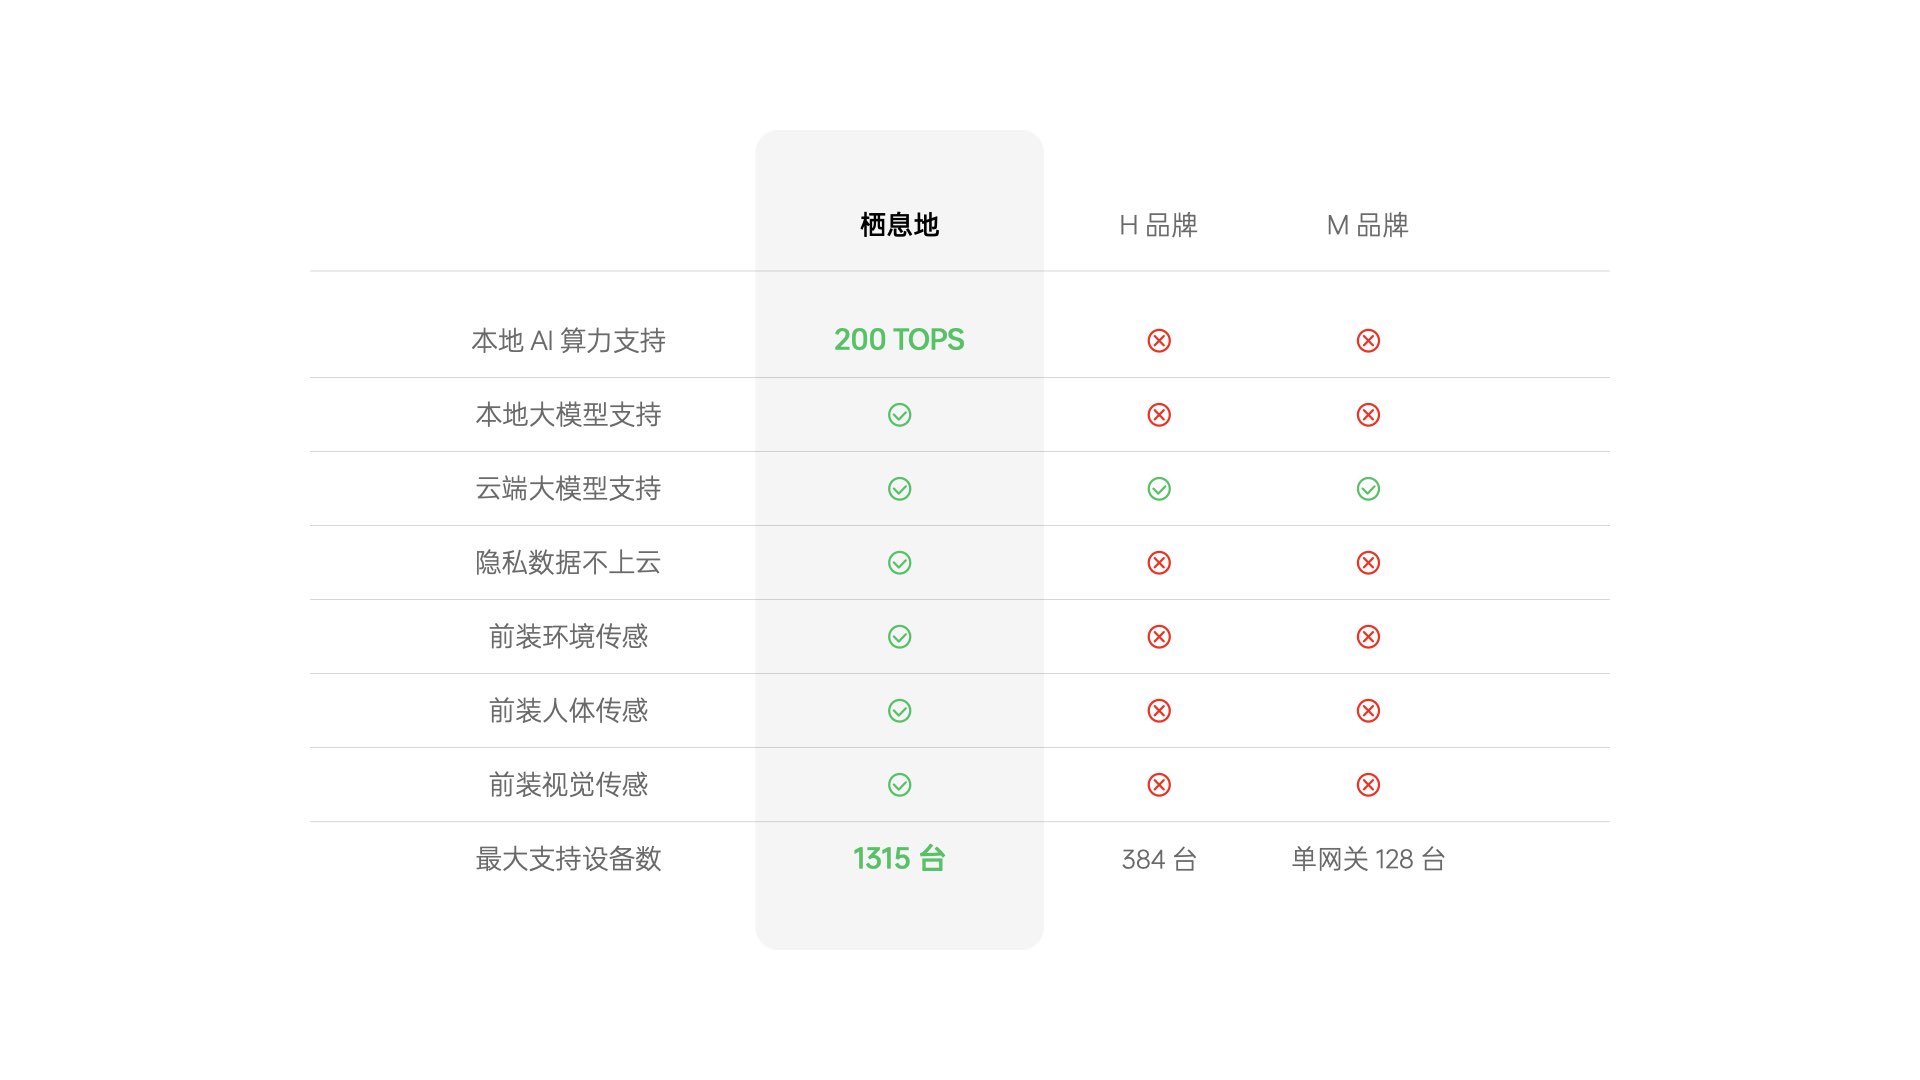 栖息地 H 品牌 M 品牌
本地 AI 算力支持 200 TOPS
本地大模型支持
云端大模型支持
隐私数据不上云
前装环境传感
前装人体传感
前装视觉传感
最大支持设备数 1315 台 384 台 单网关 128 台